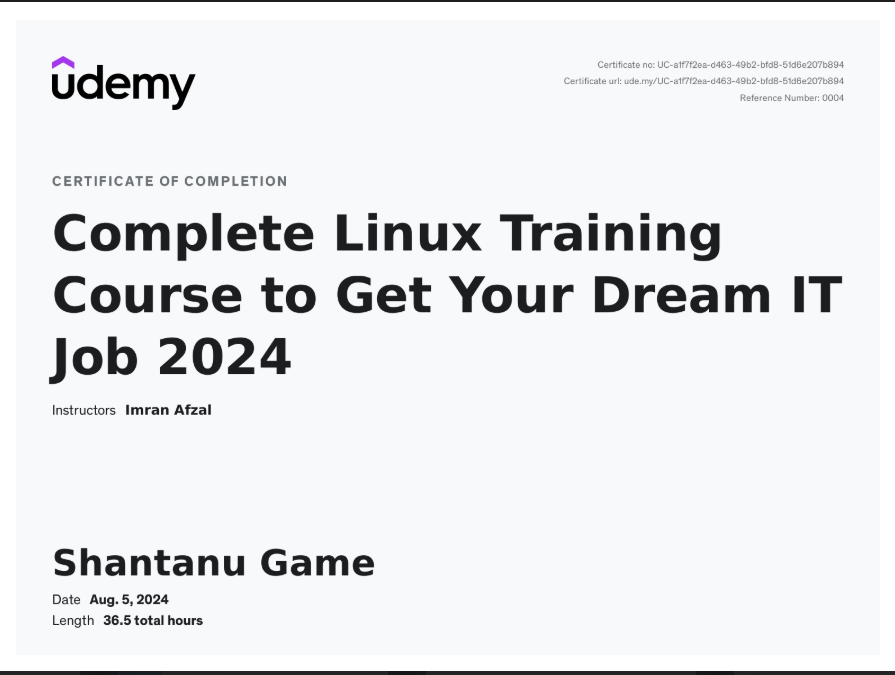 udemy
Certificate no: UC-a1f7f2ea-d463-49b2-bfd8-51d6e207b894
Certificate url: ude.my/UC-a1f7f2ea-d463-49b2-bfd8-51d6e207b894
Reference Number: 0004
CERTIFICATE OF COMPLETION
Complete Linux Training
Course to Get Your Dream IT
Job 2024
Instructors Imran Afzal
Shantanu Game
Date Aug. 5, 2024
Length 36.5 total hours